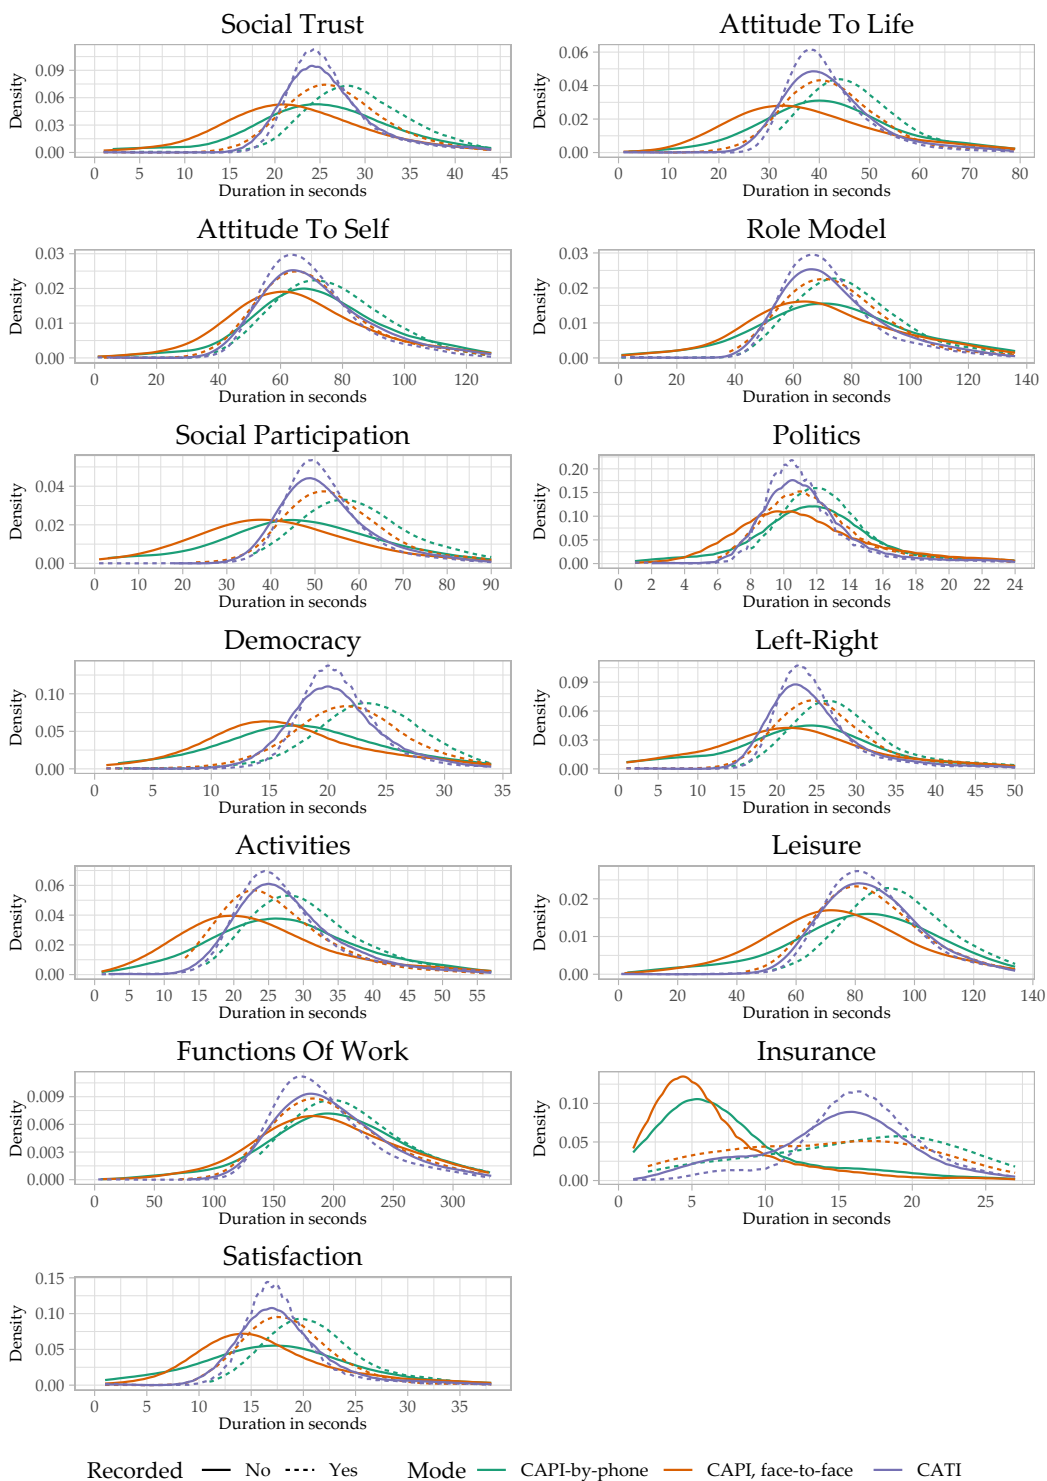 Social Trust
Density
0.09
0.06
0.03
0.00
0 5 10 15 20 25 30 35 40 45
Duration in seconds
Attitude To Life
Density
0.06
0.04
0.02
0.00
0 10 20 30 40 50 60 70 80
Duration in seconds
Attitude To Self
Density
0.03
0.02
0.01
0.00
0 20 40 60 80 100 120
Duration in seconds
Role Model
Density
0.03
0.02
0.01
0.00
0 20 40 60 80 100 120 140
Duration in seconds
Social Participation
Density
0.04
0.02
0.00
0 10 20 30 40 50 60 70 80 90
Duration in seconds
Politics
Density
0.20
0.15
0.10
0.05
0.00
0 2 4 6 8 10 12 14 16 18 20 22 24
Duration in seconds
Democracy
Density
0.10
0.05
0.00
0 5 10 15 20 25 30 35
Duration in seconds
Left-Right
Density
0.09
0.06
0.03
0.00
0 5 10 15 20 25 30 35 40 45 50
Duration in seconds
Activities
Density
0.06
0.04
0.02
0.00
0 5 10 15 20 25 30 35 40 45 50 55
Duration in seconds
Leisure
Density
0.02
0.01
0.00
0 20 40 60 80 100 120 140
Duration in seconds
Functions Of Work
Density
0.009
0.006
0.003
0.000
0 50 100 150 200 250 300
Duration in seconds
Insurance
Density
0.10
0.05
0.00
5 10 15 20 25
Duration in seconds
Satisfaction
Density
0.15
0.10
0.05
0.00
0 5 10 15 20 25 30 35
Duration in seconds
Recorded No Yes Mode CAPI-by-phone CAPI, face-to-face CATI